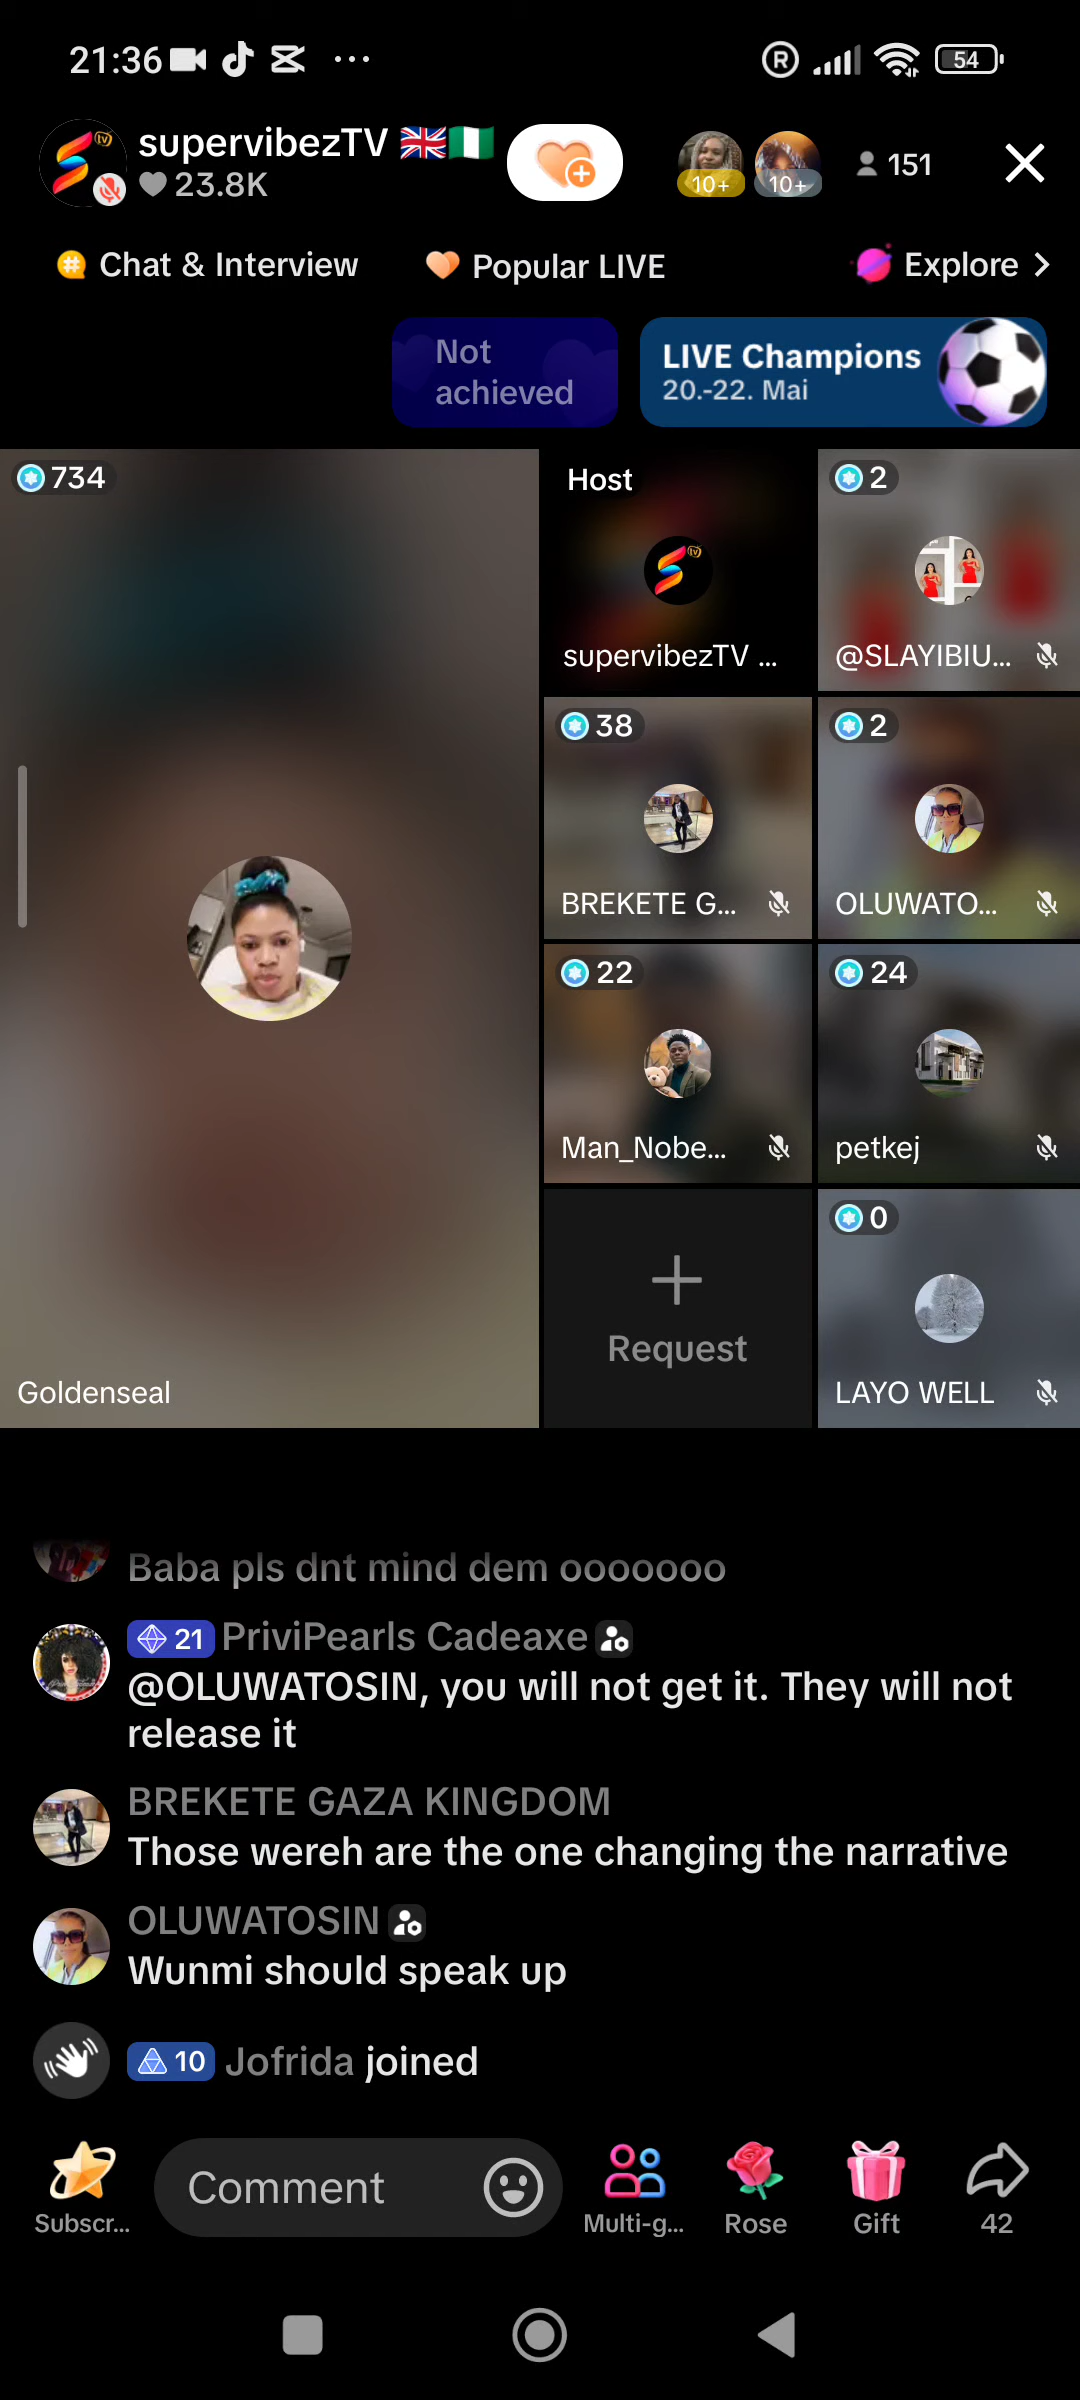 21:36
R
54
supervibezTV 🇬🇧🇳🇬
23.8K
10+
10+
151
Chat & Interview
Popular LIVE
Explore >
Not
achieved
LIVE Champions
20.-22. Mai
734
Host
2
supervibezTV ...
@SLAYIBIU...
38
2
BREKETE G...
OLUWATO...
22
24
Man_Nobe...
petkej
0
Request
Goldenseal
LAYO WELL
Baba pls dnt mind dem ooooooo
21 PriviPearls Cadeaxe
@OLUWATOSIN, you will not get it. They will not
release it
BREKETE GAZA KINGDOM
Those wereh are the one changing the narrative
OLUWATOSIN
Wunmi should speak up
10 Jofrida joined
Comment
Subscr...
Multi-g...
Rose
Gift
42